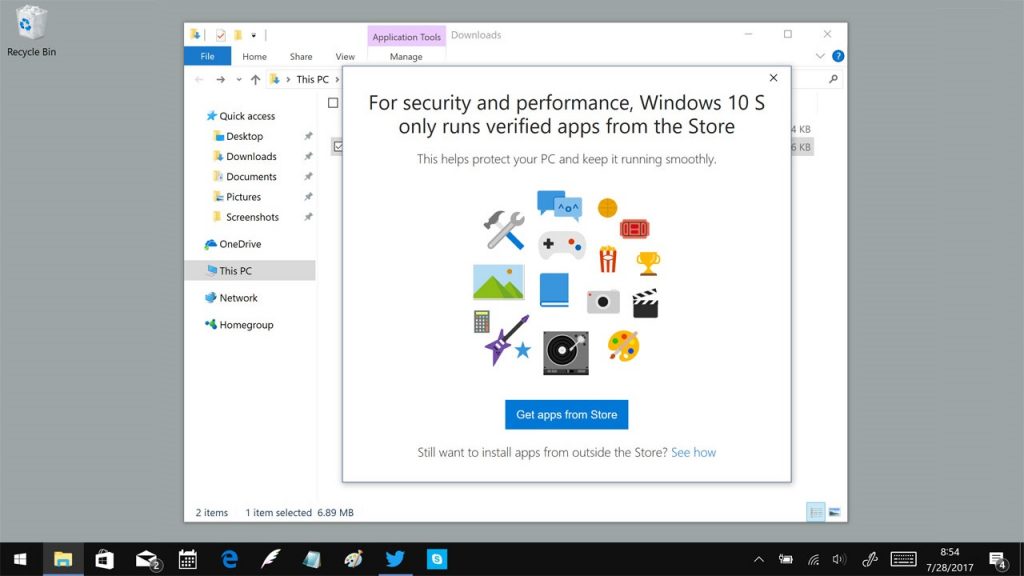 Recycle Bin
Application Tools
Downloads
File
Home
Share
View
Manage
?
This PC
For security and performance, Windows 10 S
only runs verified apps from the Store
This helps protect your PC and keep it running smoothly.
Get apps from Store
Still want to install apps from outside the Store? See how
Quick access
Desktop
Downloads
Documents
Pictures
Screenshots
OneDrive
This PC
Network
Homegroup
4 KB
6 KB
2 items
1 item selected 6.89 MB
2
8:54
7/28/2017
4